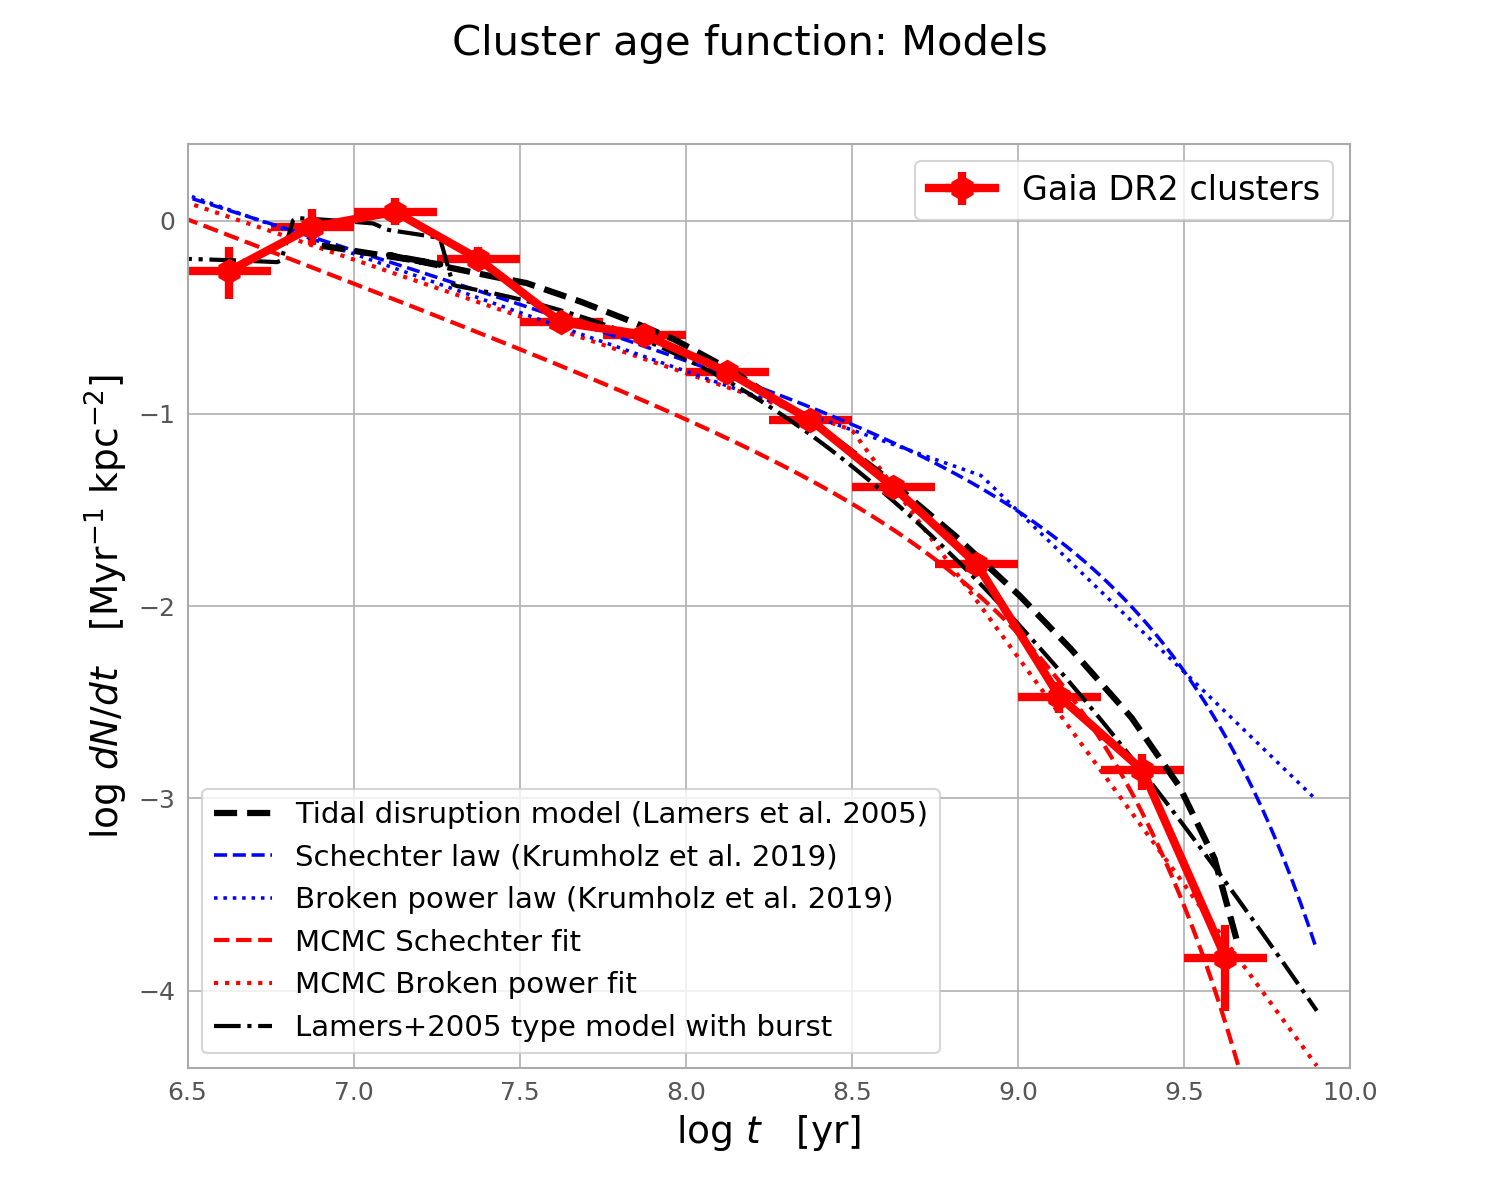 Cluster age function: Models
Gaia DR2 clusters
0
−1
−2
−3
−4
log dN/dt [Myr⁻¹ kpc⁻²]
Tidal disruption model (Lamers et al. 2005)
Schechter law (Krumholz et al. 2019)
Broken power law (Krumholz et al. 2019)
MCMC Schechter fit
MCMC Broken power fit
Lamers+2005 type model with burst
6.5 7.0 7.5 8.0 8.5 9.0 9.5 10.0
log t [yr]